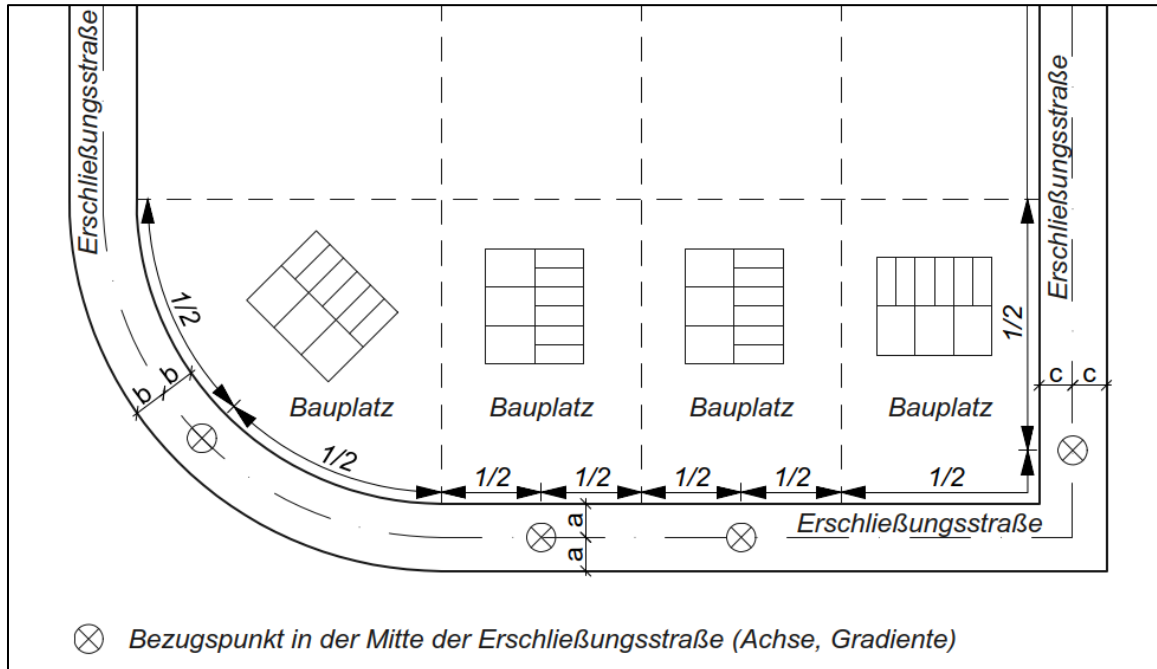 Erschließungsstraße
Erschließungsstraße
1/2
1/2
b
b
c
c
Bauplatz
Bauplatz
Bauplatz
Bauplatz
1/2
1/2
1/2
1/2
1/2
1/2
a
a
Erschließungsstraße
Bezugspunkt in der Mitte der Erschließungsstraße (Achse, Gradiente)